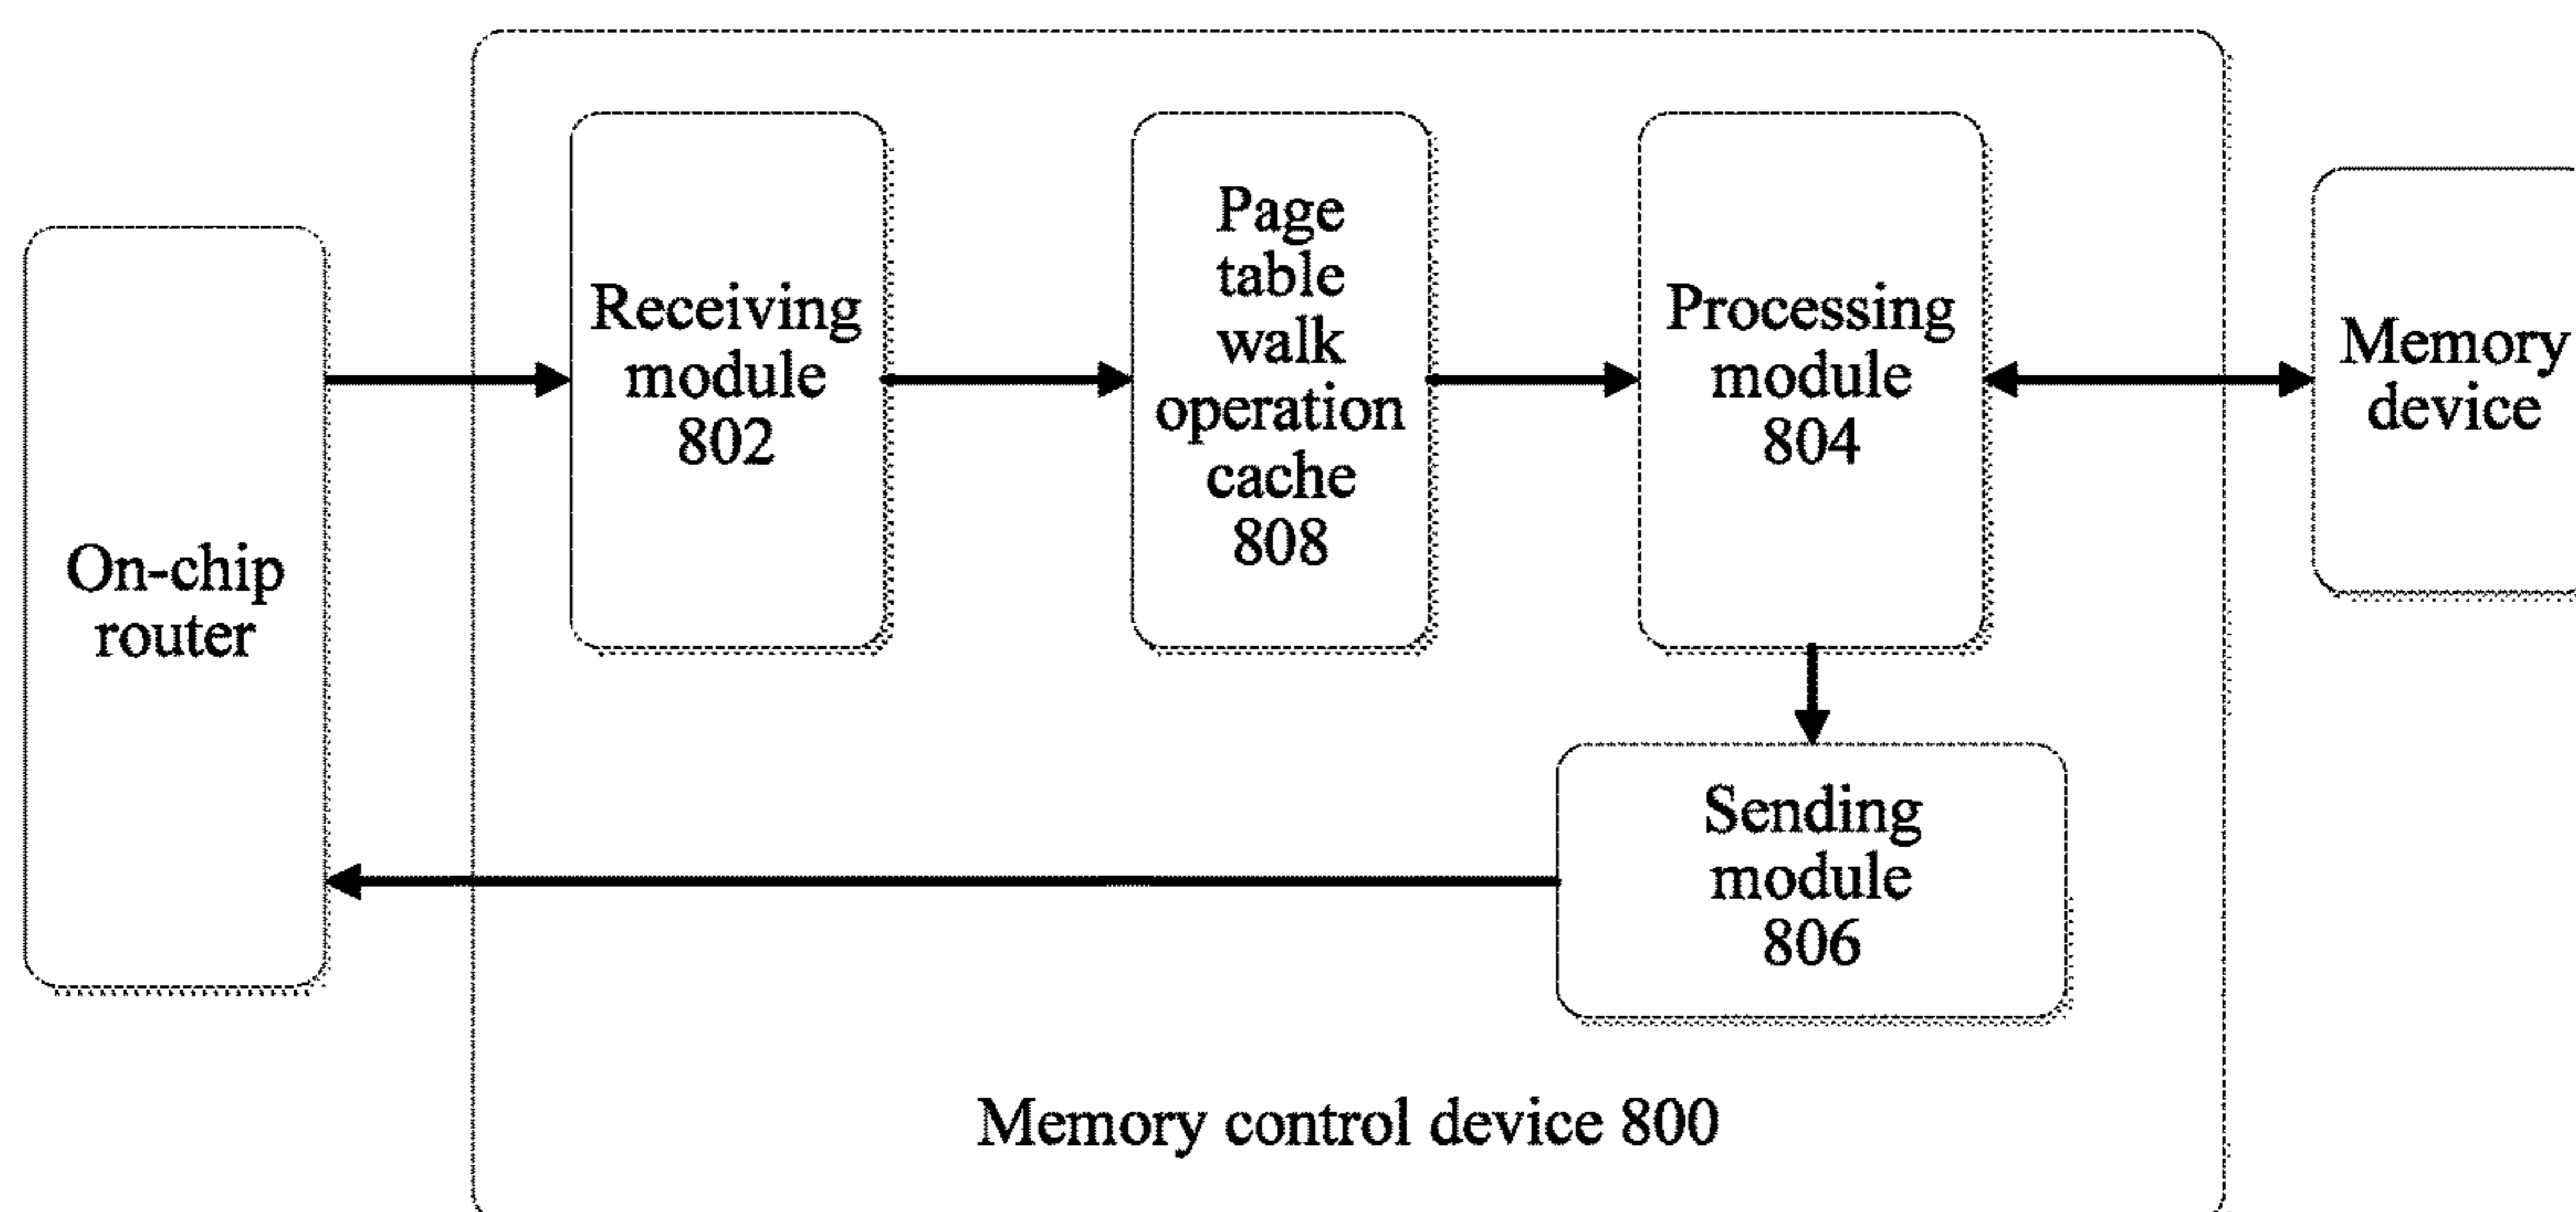 On-chip
router
Receiving
module
802
Page
table
walk
operation
cache
808
Processing
module
804
Memory
device
Sending
module
806
Memory control device 800